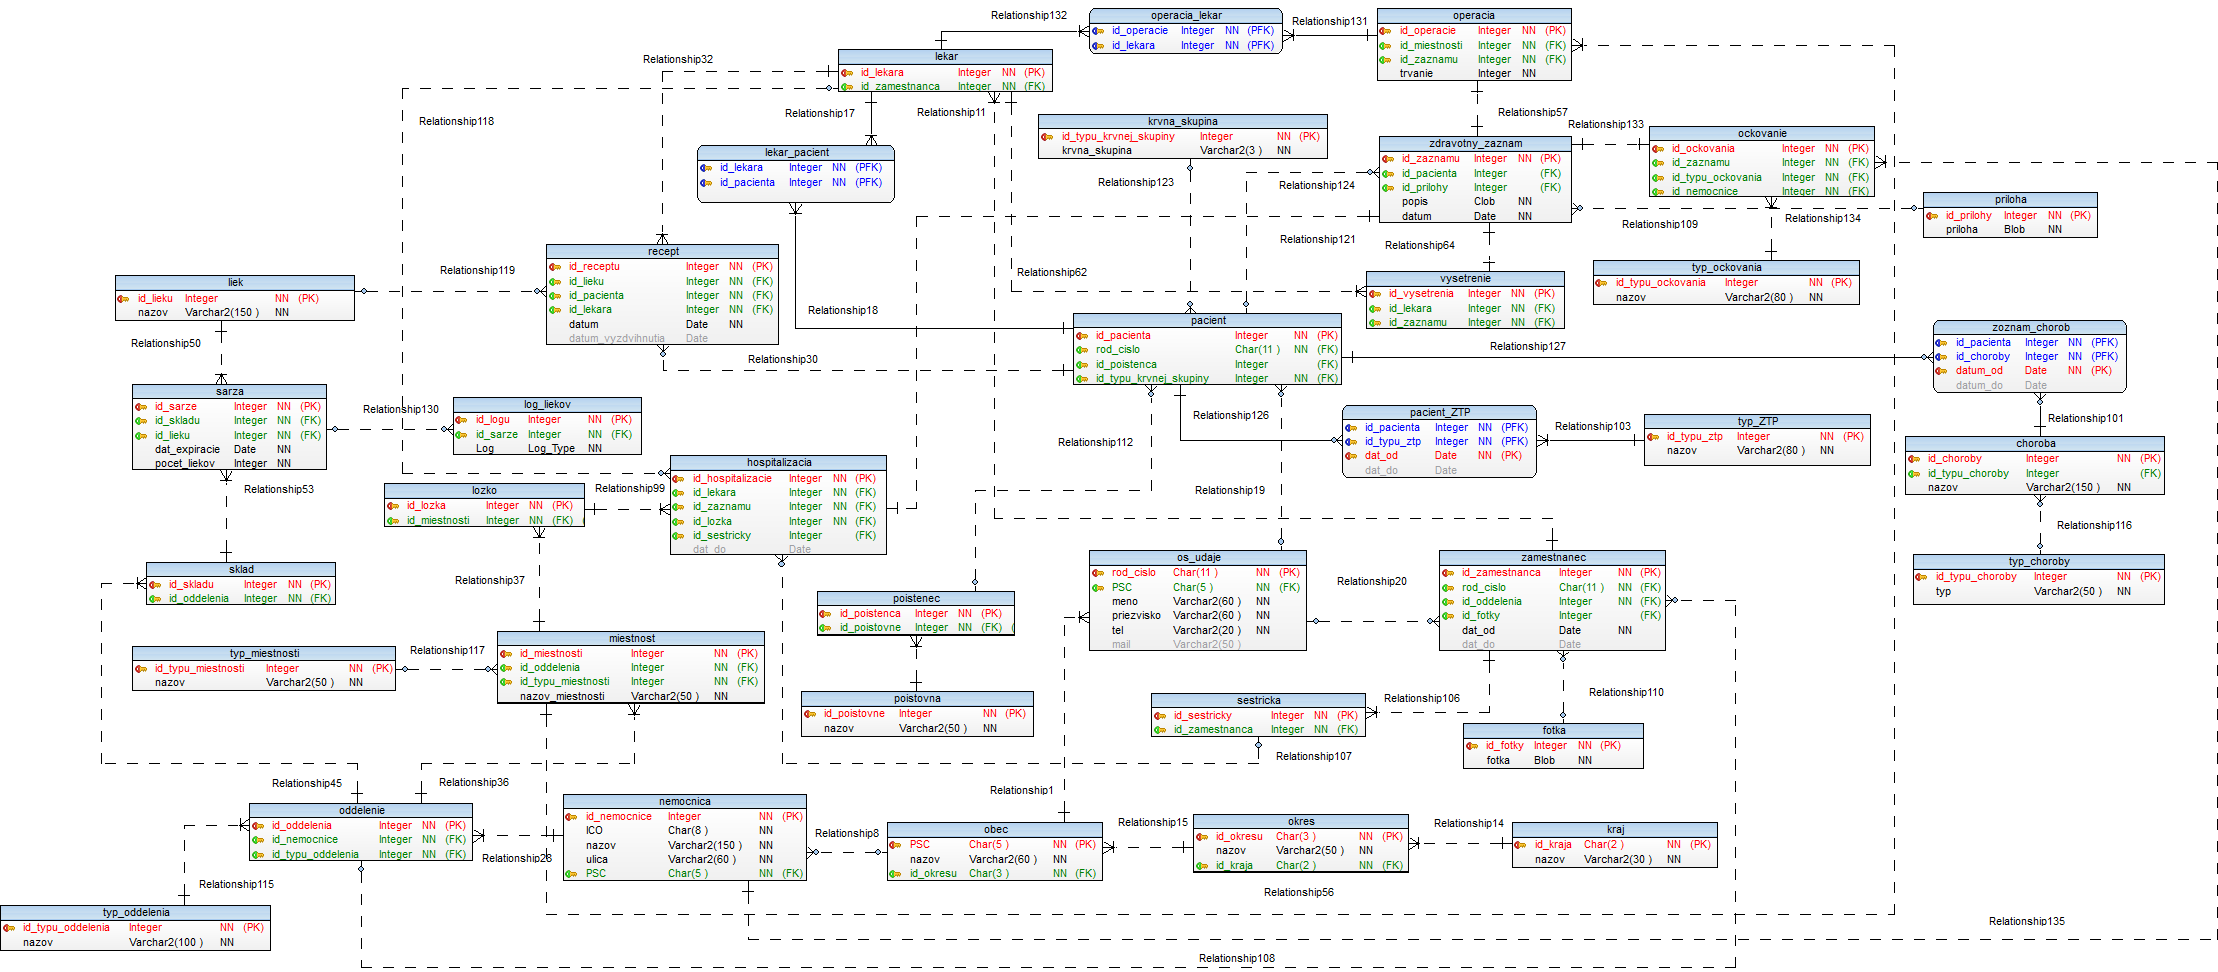 Relationship132
operacia_lekar
id_operacie Integer NN (PFK)
id_lekara Integer NN (PFK)
Relationship131
operacia
id_operacie Integer NN (PK)
id_miestnosti Integer NN (FK)
id_zaznamu Integer NN (FK)
trvanie Integer NN
Relationship32
lekar
id_lekara Integer NN (PK)
id_zamestnanca Integer NN (FK)
Relationship118
Relationship17
Relationship11
Relationship57
Relationship133
krvna_skupina
id_typu_krvnej_skupiny Integer NN (PK)
krvna_skupina Varchar2(3 ) NN
zdravotny_zaznam
id_zaznamu Integer NN (PK)
id_pacienta Integer (FK)
id_prilohy Integer (FK)
popis Clob NN
datum Date NN
ockovanie
id_ockovania Integer NN (PK)
id_zaznamu Integer NN (FK)
id_typu_ockovania Integer NN (FK)
id_nemocnice Integer NN (FK)
lekar_pacient
id_lekara Integer NN (PFK)
id_pacienta Integer NN (PFK)
Relationship123
Relationship124
priloha
id_prilohy Integer NN (PK)
priloha Blob NN
Relationship109
Relationship134
Relationship121
Relationship64
recept
id_receptu Integer NN (PK)
id_lieku Integer NN (FK)
id_pacienta Integer NN (FK)
id_lekara Integer NN (FK)
datum Date NN
datum_vyzdvihnutia Date
Relationship119
Relationship62
typ_ockovania
id_typu_ockovania Integer NN (PK)
nazov Varchar2(80 ) NN
liek
id_lieku Integer NN (PK)
nazov Varchar2(150 ) NN
vysetrenie
id_vysetrenia Integer NN (PK)
id_lekara Integer NN (FK)
id_zaznamu Integer NN (FK)
Relationship18
pacient
id_pacienta Integer NN (PK)
rod_cislo Char(11 ) NN (FK)
id_poistenca Integer (FK)
id_typu_krvnej_skupiny Integer NN (FK)
zoznam_chorob
id_pacienta Integer NN (PFK)
id_choroby Integer NN (PFK)
datum_od Date NN (PK)
datum_do Date
Relationship50
Relationship30
Relationship127
sarza
id_sarze Integer NN (PK)
id_skladu Integer NN (FK)
id_lieku Integer NN (FK)
dat_expiracie Date NN
pocet_liekov Integer NN
Relationship130
log_liekov
id_logu Integer NN (PK)
id_sarze Integer NN (FK)
Log Log_Type NN
Relationship126
pacient_ZTP
id_pacienta Integer NN (PFK)
id_typu_ztp Integer NN (PFK)
dat_od Date NN (PK)
dat_do Date
Relationship103
typ_ZTP
id_typu_ztp Integer NN (PK)
nazov Varchar2(80 ) NN
Relationship101
choroba
id_choroby Integer NN (PK)
id_typu_choroby Integer (FK)
nazov Varchar2(150 ) NN
Relationship112
hospitalizacia
id_hospitalizacie Integer NN (PK)
id_lekara Integer NN (FK)
id_zaznamu Integer NN (FK)
id_lozka Integer NN (FK)
id_sestricky Integer (FK)
dat_do Date
Relationship53
lozko
id_lozka Integer NN (PK)
id_miestnosti Integer NN (FK)
Relationship99
Relationship19
Relationship116
Relationship37
sklad
id_skladu Integer NN (PK)
id_oddelenia Integer NN (FK)
os_udaje
rod_cislo Char(11 ) NN (PK)
PSC Char(5 ) NN (FK)
meno Varchar2(60 ) NN
priezvisko Varchar2(60 ) NN
tel Varchar2(20 ) NN
mail Varchar2(50 )
Relationship20
zamestnanec
id_zamestnanca Integer NN (PK)
rod_cislo Char(11 ) NN (FK)
id_oddelenia Integer NN (FK)
id_fotky Integer (FK)
dat_od Date NN
dat_do Date
typ_choroby
id_typu_choroby Integer NN (PK)
typ Varchar2(50 ) NN
poistenec
id_poistenca Integer NN (PK)
id_poistovne Integer NN (FK)
typ_miestnosti
id_typu_miestnosti Integer NN (PK)
nazov Varchar2(50 ) NN
Relationship117
miestnost
id_miestnosti Integer NN (PK)
id_oddelenia Integer NN (FK)
id_typu_miestnosti Integer NN (FK)
nazov_miestnosti Varchar2(50 ) NN
poistovna
id_poistovne Integer NN (PK)
nazov Varchar2(50 ) NN
sestricka
id_sestricky Integer NN (PK)
id_zamestnanca Integer NN (FK)
Relationship106
Relationship110
fotka
id_fotky Integer NN (PK)
fotka Blob NN
Relationship107
Relationship45
Relationship36
Relationship1
oddelenie
id_oddelenia Integer NN (PK)
id_nemocnice Integer NN (FK)
id_typu_oddelenia Integer NN (FK)
Relationship28
nemocnica
id_nemocnice Integer NN (PK)
ICO Char(8 ) NN
nazov Varchar2(150 ) NN
ulica Varchar2(60 ) NN
PSC Char(5 ) NN (FK)
Relationship8
obec
PSC Char(5 ) NN (PK)
nazov Varchar2(60 ) NN
id_okresu Char(3 ) NN (FK)
Relationship15
okres
id_okresu Char(3 ) NN (PK)
nazov Varchar2(50 ) NN
id_kraja Char(2 ) NN (FK)
Relationship14
kraj
id_kraja Char(2 ) NN (PK)
nazov Varchar2(30 ) NN
Relationship115
Relationship56
typ_oddelenia
id_typu_oddelenia Integer NN (PK)
nazov Varchar2(100 ) NN
Relationship135
Relationship108